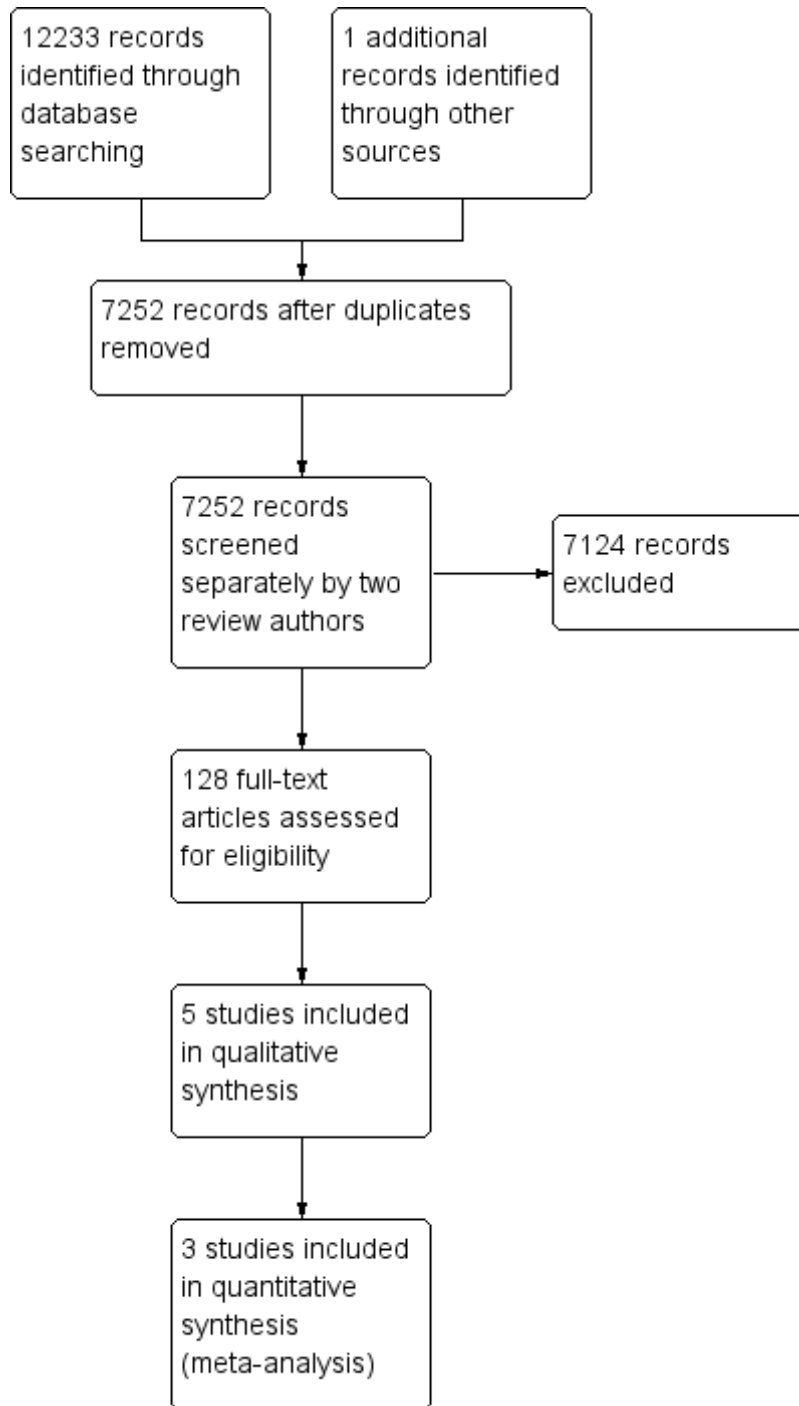 12233 records
identified through
database
searching
1 additional
records identified
through other
sources
7252 records after duplicates
removed
7252 records
screened
separately by two
review authors
7124 records
excluded
128 full-text
articles assessed
for eligibility
5 studies included
in qualitative
synthesis
3 studies included
in quantitative
synthesis
(meta-analysis)